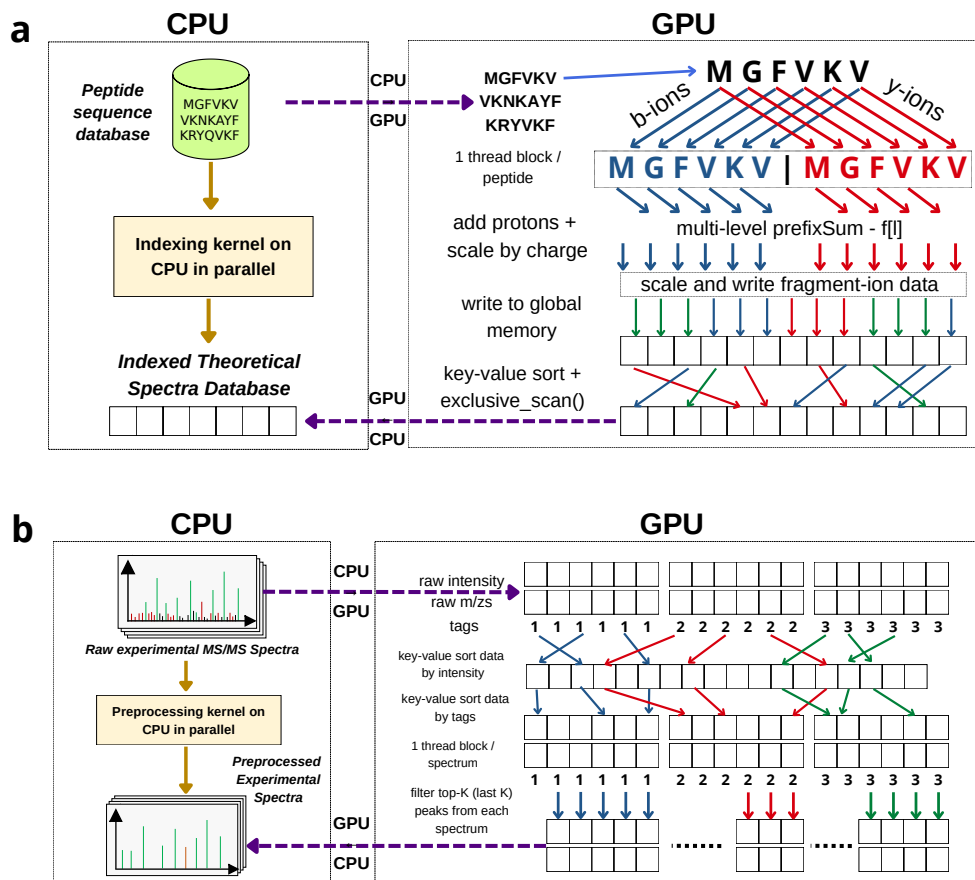 a
CPU
GPU
Peptide
sequence
database
MGFVKV
VKNKAYF
KRYQVKF
CPU
GPU
MGFVKV
VKNKAYF
KRYVKF
M G F V K V
b-ions
y-ions
1 thread block /
peptide
M G F V K V | M G F V K V
add protons +
scale by charge
multi-level prefixSum - f[l]
Indexing kernel on
CPU in parallel
scale and write fragment-ion data
write to global
memory
Indexed Theoretical
Spectra Database
key-value sort +
exclusive_scan()
GPU
CPU
b
CPU
GPU
CPU
GPU
raw intensity
raw m/zs
tags
1 1 1 1 1 1 2 2 2 2 2 2 3 3 3 3 3 3
Raw experimental MS/MS Spectra
key-value sort data
by intensity
Preprocessing kernel on
CPU in parallel
key-value sort data
by tags
1 thread block /
spectrum
Preprocessed
Experimental
Spectra
1 1 1 1 1 1 2 2 2 2 2 2 3 3 3 3 3 3
filter top-K (last K)
peaks from each
spectrum
GPU
CPU